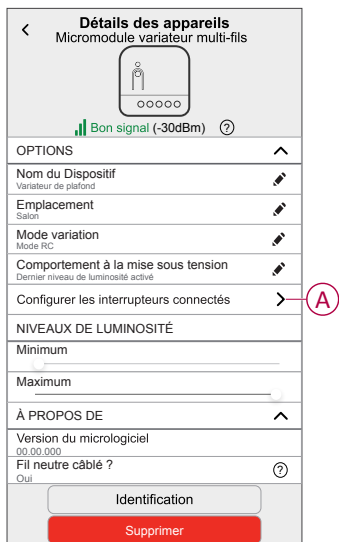 Détails des appareils
Micromodule variateur multi-fils
Bon signal (-30dBm) ?
OPTIONS
Nom du Dispositif
Variateur de plafond
Emplacement
Salon
Mode variation
Mode RC
Comportement à la mise sous tension
Dernier niveau de luminosité activé
Configurer les interrupteurs connectés
A
NIVEAUX DE LUMINOSITÉ
Minimum
Maximum
À PROPOS DE
Version du micrologiciel
00.00.000
Fil neutre câblé ?
?
Oui
Identification
Supprimer